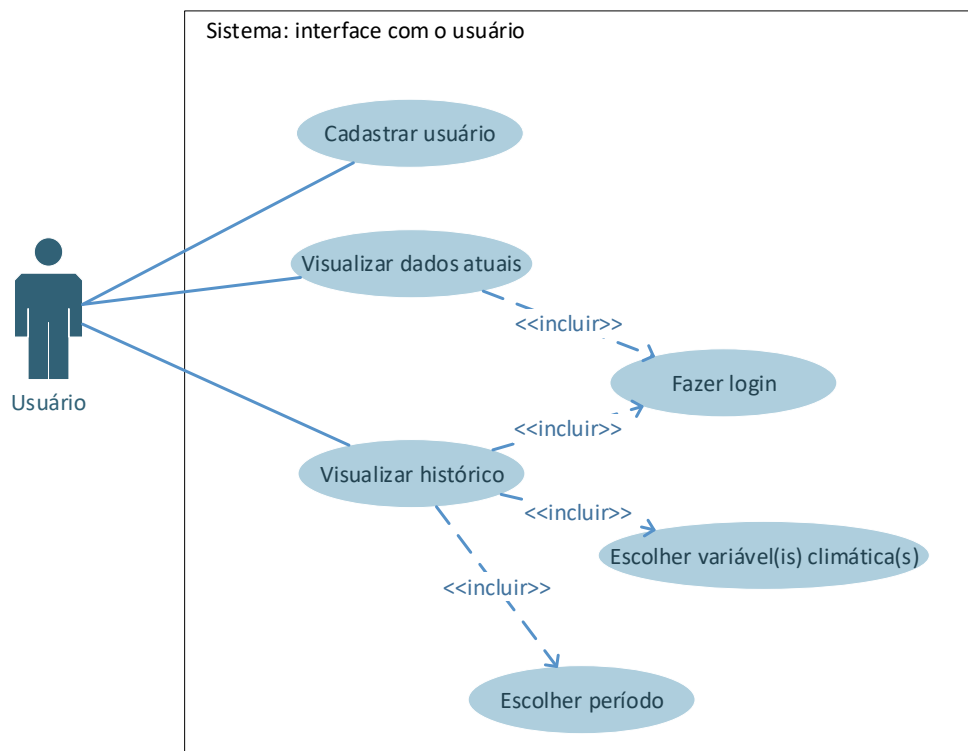 Sistema: interface com o usuário
Cadastrar usuário
Visualizar dados atuais
<<incluir>>
Fazer login
Usuário
<<incluir>>
Visualizar histórico
<<incluir>>
Escolher variável(is) climática(s)
<<incluir>>
Escolher período